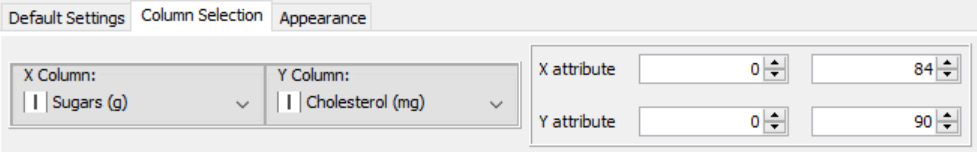 Default Settings Column Selection Appearance
X Column: Y Column:
I Sugars (g) I Cholesterol (mg)
X attribute 0 84
Y attribute 0 90